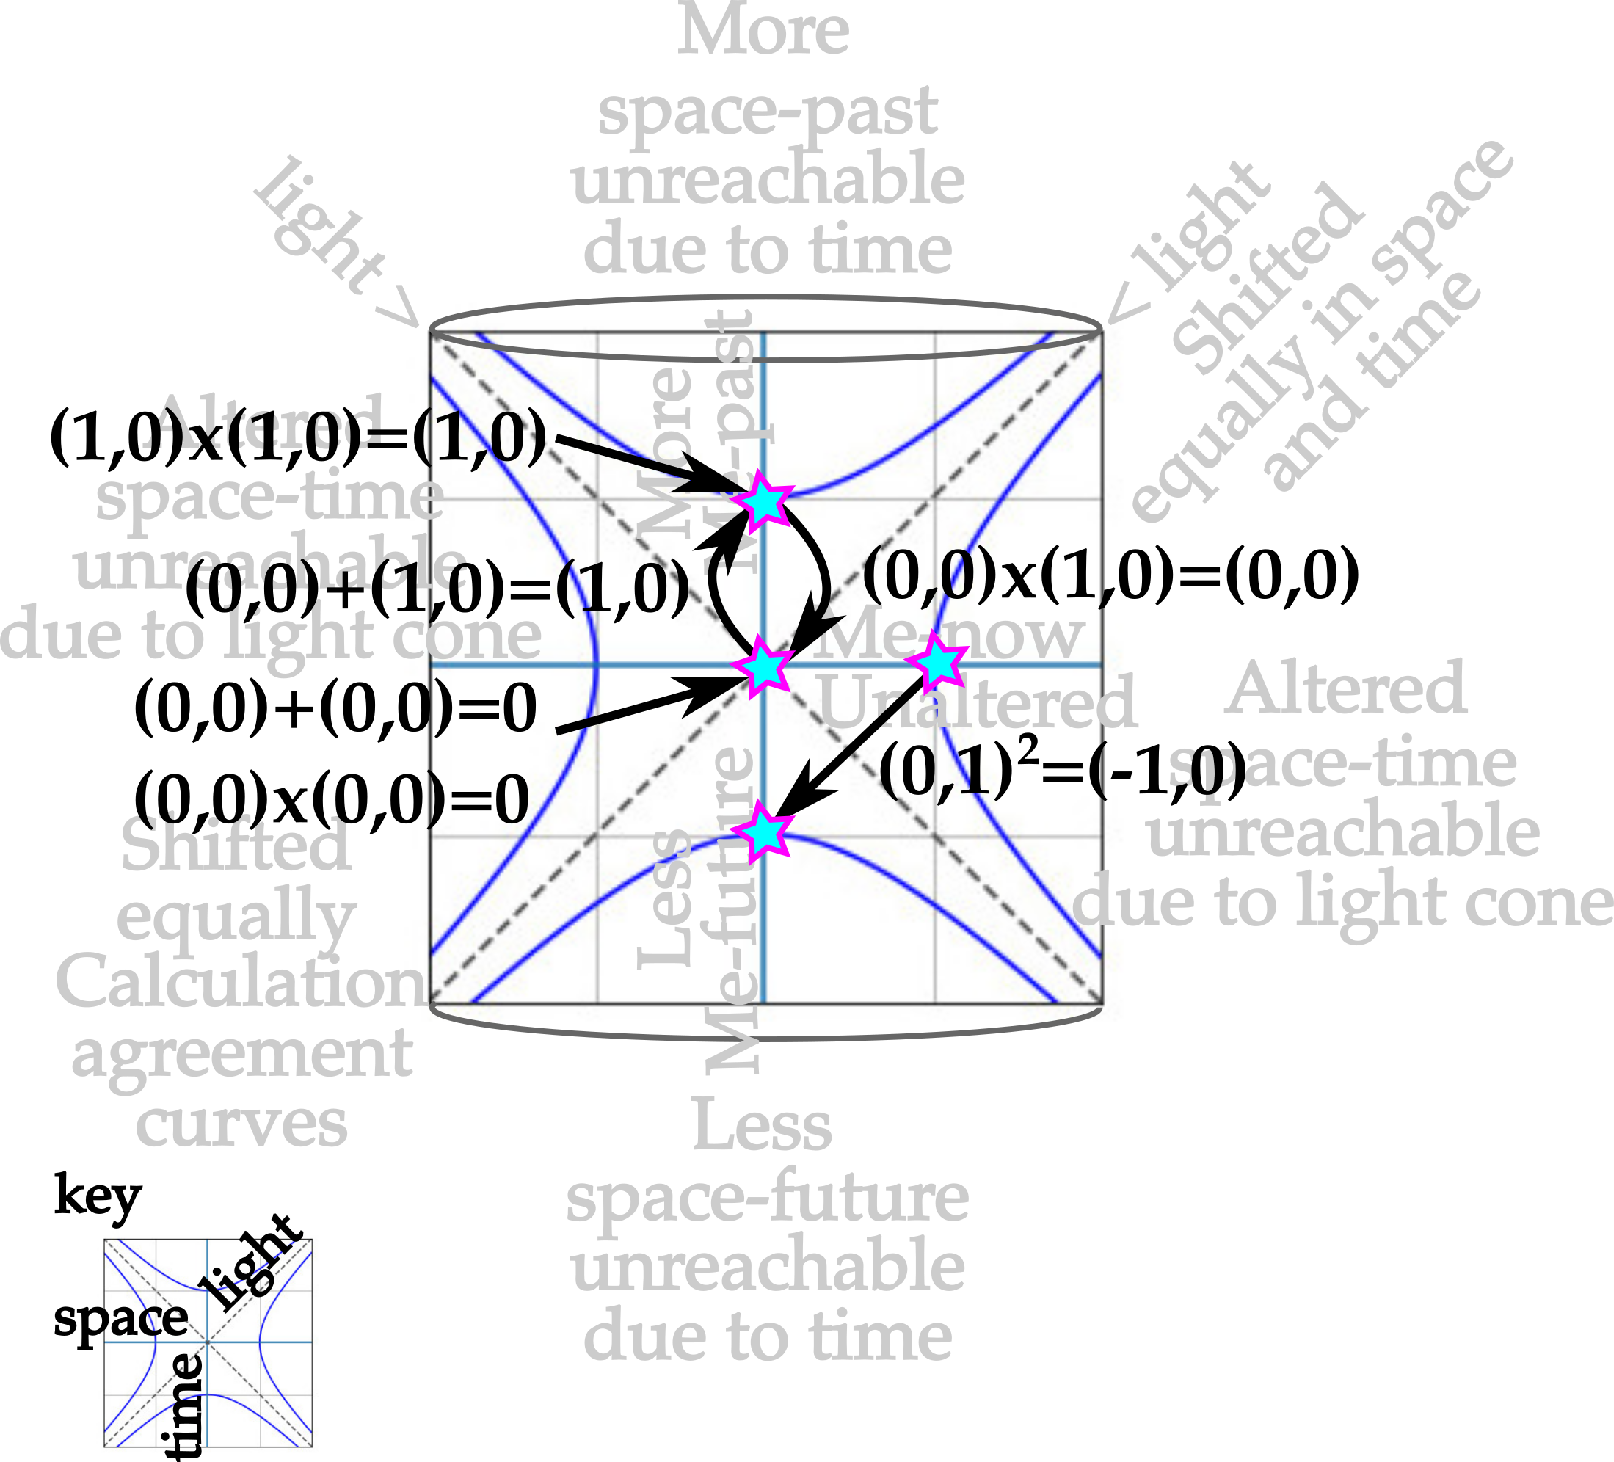 More
space-past
unreachable
due to time
light >
< light
Shifted
equally in space
and time
More
Me-past
Altered
space-time
unreachable
due to light cone
(1,0)x(1,0)=(1,0)
(0,0)+(1,0)=(1,0)
(0,0)x(1,0)=(0,0)
Me-now
Unaltered
(0,0)+(0,0)=0
(0,0)x(0,0)=0
(0,1)²=(-1,0)
Altered
space-time
unreachable
due to light cone
Less
Me-future
Shifted
equally
Calculation
agreement
curves
Less
space-future
unreachable
due to time
key
light
space
time